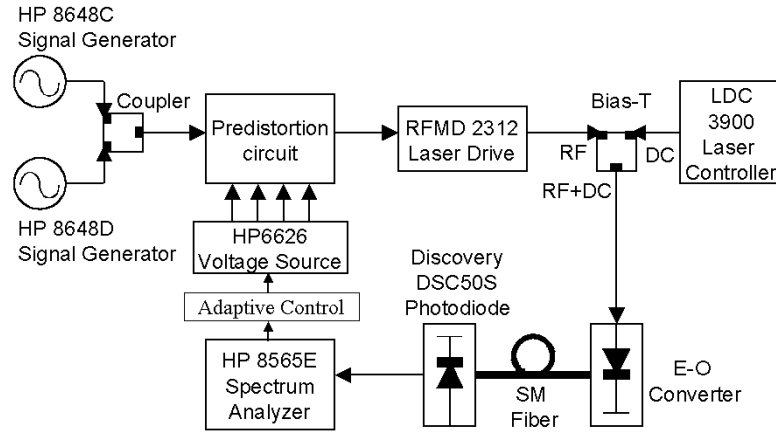 HP 8648C
Signal Generator
Coupler
HP 8648D
Signal Generator
Predistortion
circuit
RFMD 2312
Laser Drive
Bias-T
RF
DC
RF+DC
LDC
3900
Laser
Controller
HP6626
Voltage Source
Adaptive Control
HP 8565E
Spectrum
Analyzer
Discovery
DSC50S
Photodiode
SM
Fiber
E-O
Converter